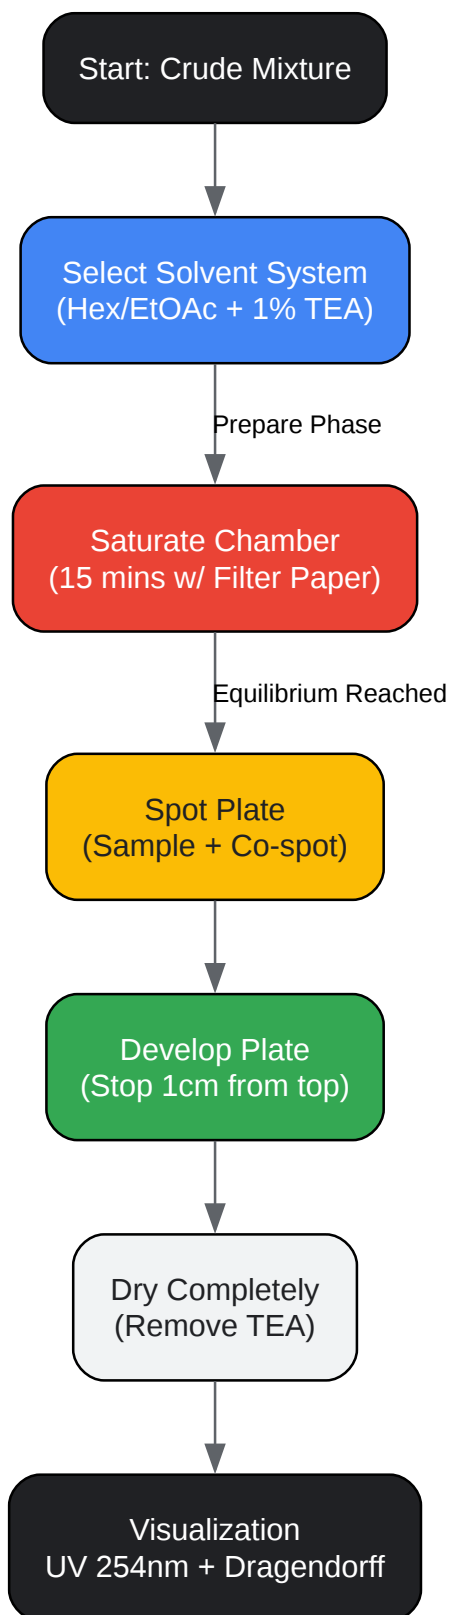 Start: Crude Mixture
Select Solvent System
(Hex/EtOAc + 1% TEA)
Prepare Phase
Saturate Chamber
(15 mins w/ Filter Paper)
Equilibrium Reached
Spot Plate
(Sample + Co-spot)
Develop Plate
(Stop 1cm from top)
Dry Completely
(Remove TEA)
Visualization
UV 254nm + Dragendorff